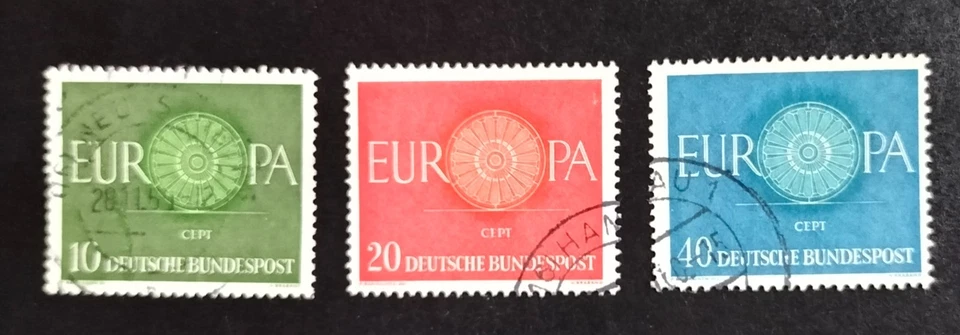 EUROPA
CEPT
10 DEUTSCHE BUNDESPOST
EUROPA
CEPT
20 DEUTSCHE BUNDESPOST
EUROPA
CEPT
40 DEUTSCHE BUNDESPOST